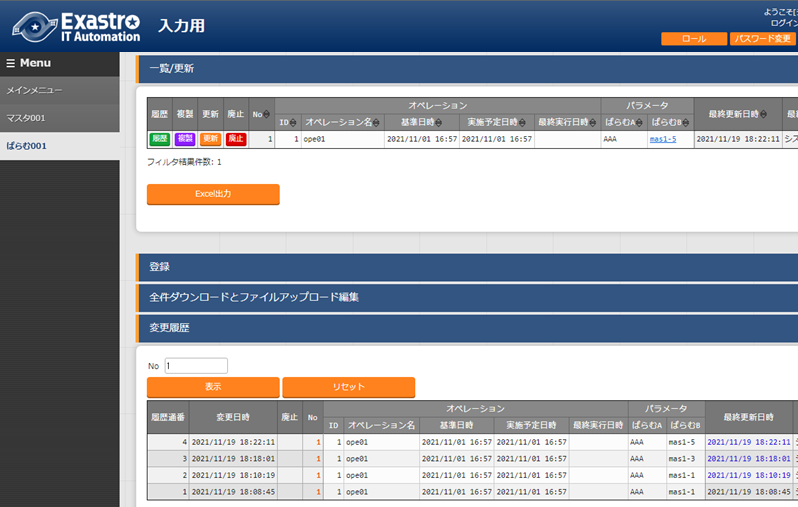 Exastro
IT Automation
入力用
ようこそ[
ログイン
ロール パスワード変更
☰ Menu
メインメニュー
マスタ001
ぱらむ001
一覧/更新
履歴 複製 更新 廃止 No オペレーション パラメータ 最終更新日時
ID オペレーション名 基準日時 実施予定日時 最終実行日時 ぱらむA ぱらむB
履歴 複製 更新 廃止 1 1 ope01 2021/11/01 16:57 2021/11/01 16:57 AAA mas1-5 2021/11/19 18:22:11 シス
フィルタ結果件数: 1
Excel出力
登録
全件ダウンロードとファイルアップロード編集
変更履歴
No 1
表示 リセット
履歴通番 変更日時 廃止 No オペレーション パラメータ 最終更新日時
ID オペレーション名 基準日時 実施予定日時 最終実行日時 ぱらむA ぱらむB
4 2021/11/19 18:22:11 1 1 ope01 2021/11/01 16:57 2021/11/01 16:57 AAA mas1-5 2021/11/19 18:22:11
3 2021/11/19 18:18:01 1 1 ope01 2021/11/01 16:57 2021/11/01 16:57 AAA mas1-3 2021/11/19 18:18:01
2 2021/11/19 18:10:19 1 1 ope01 2021/11/01 16:57 2021/11/01 16:57 AAA mas1-1 2021/11/19 18:10:19
1 2021/11/19 18:08:45 1 1 ope01 2021/11/01 16:57 2021/11/01 16:57 AAA mas1-1 2021/11/19 18:08:45